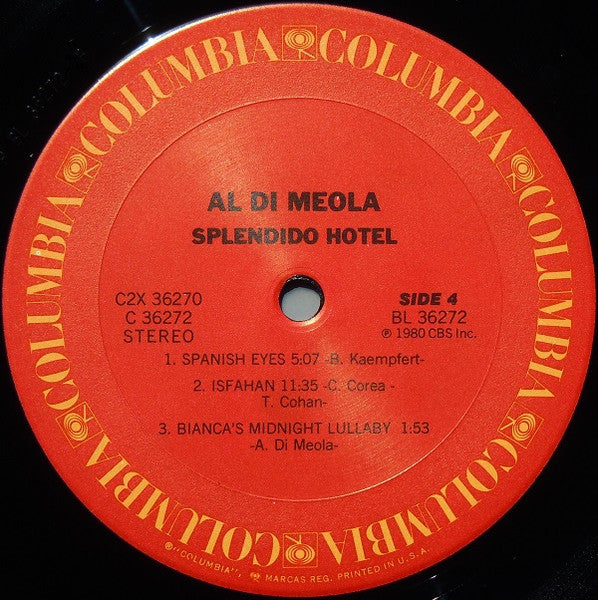 COLUMBIA COLUMBIA COLUMBIA COLUMBIA COLUMBIA COLUMBIA COLUMBIA COLUMBIA
AL DI MEOLA
SPLENDIDO HOTEL
C2X 36270
C 36272
STEREO
SIDE 4
BL 36272
℗ 1980 CBS Inc.
1. SPANISH EYES 5:07 -B. Kaempfert-
2. ISFAHAN 11:35 -C. Corea -
T. Cohan-
3. BIANCA'S MIDNIGHT LULLABY 1:53
-A. Di Meola-
®"COLUMBIA", MARCAS REG. PRINTED IN U.S.A.